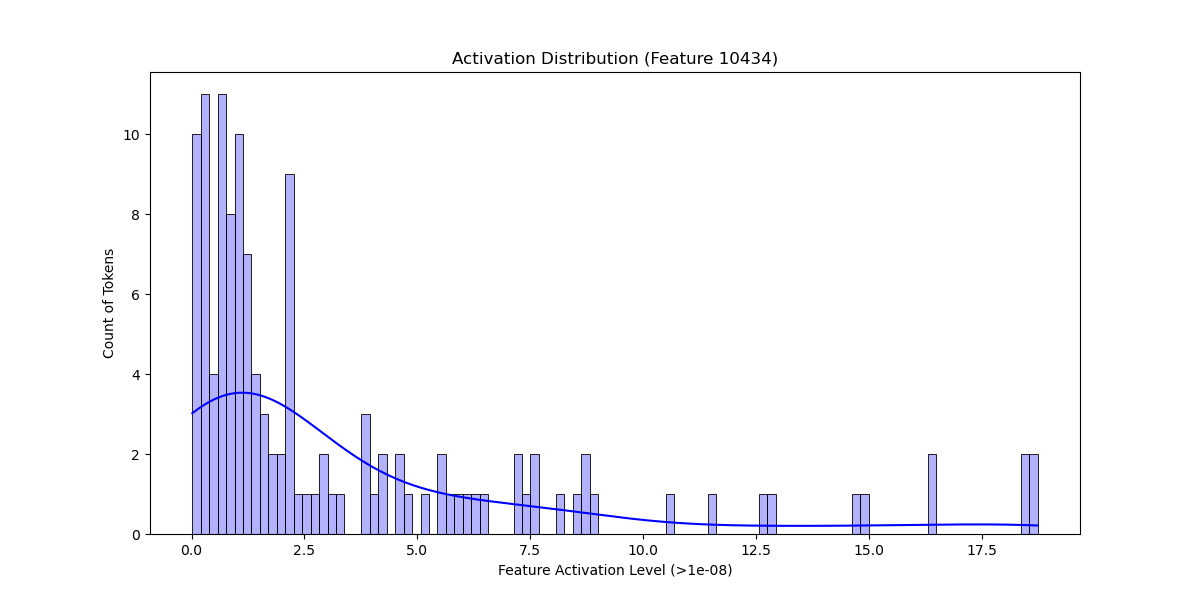 Activation Distribution (Feature 10434)
Count of Tokens
10
8
6
4
2
0
0.0 2.5 5.0 7.5 10.0 12.5 15.0 17.5
Feature Activation Level (>1e-08)